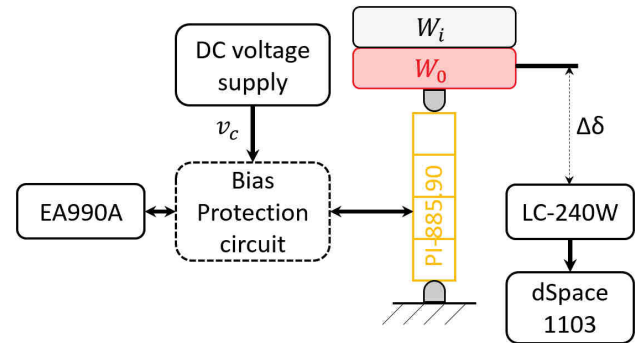 DC voltage
supply
v_c
EA990A
Bias
Protection
circuit
W_i
W_0
PI-885.90
Δδ
LC-240W
dSpace
1103